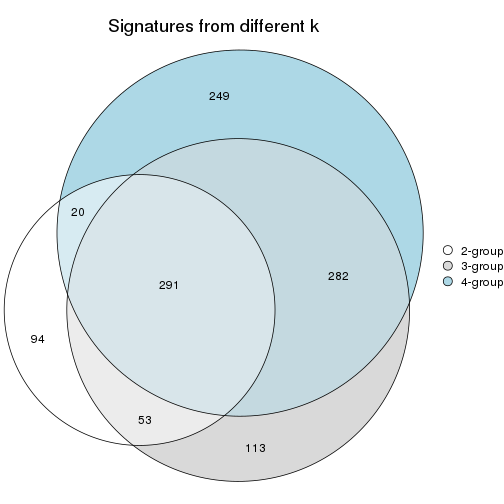 Signatures from different k
249
20
291
282
94
53
113
2-group
3-group
4-group